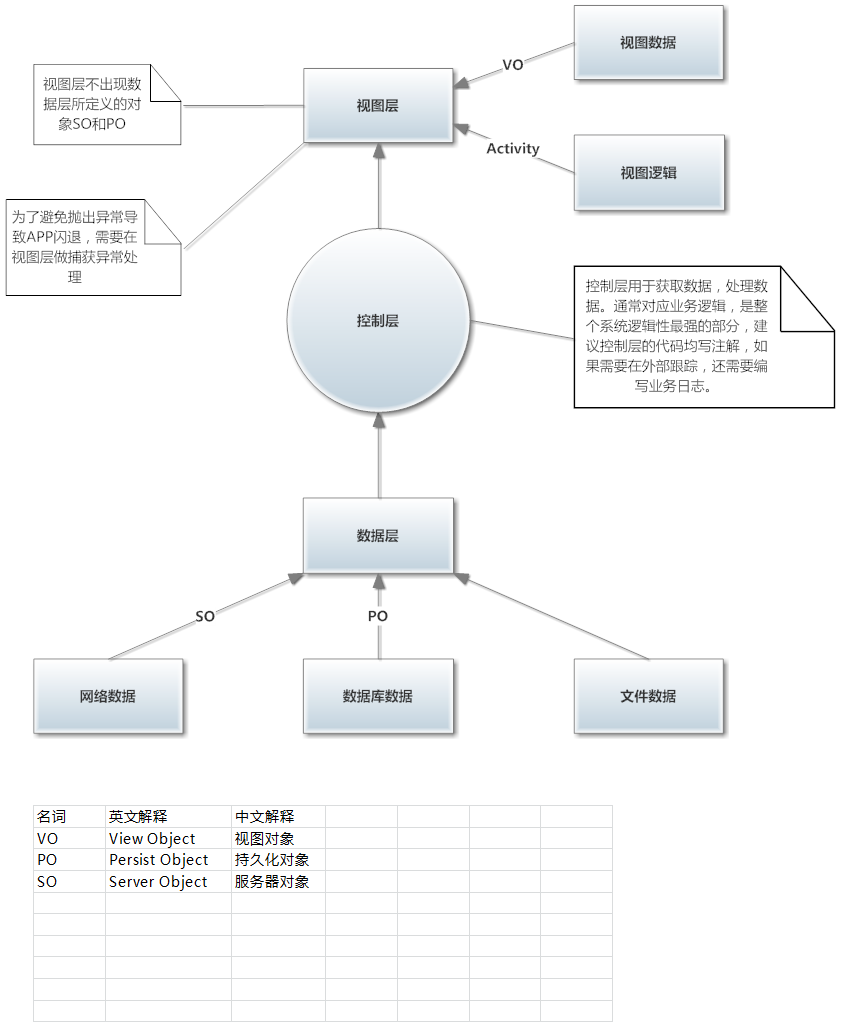 视图数据
VO
视图层不出现数
据层所定义的对
象SO和PO
视图层
Activity
视图逻辑
为了避免抛出异常导
致APP闪退，需要在
视图层做捕获异常处
理
控制层
控制层用于获取数据，处理数
据。通常对应业务逻辑，是整
个系统逻辑性最强的部分，建
议控制层的代码均写注解，如
果需要在外部跟踪，还需要编
写业务日志。
数据层
SO
PO
网络数据
数据库数据
文件数据
名词 英文解释 中文解释
VO View Object 视图对象
PO Persist Object 持久化对象
SO Server Object 服务器对象